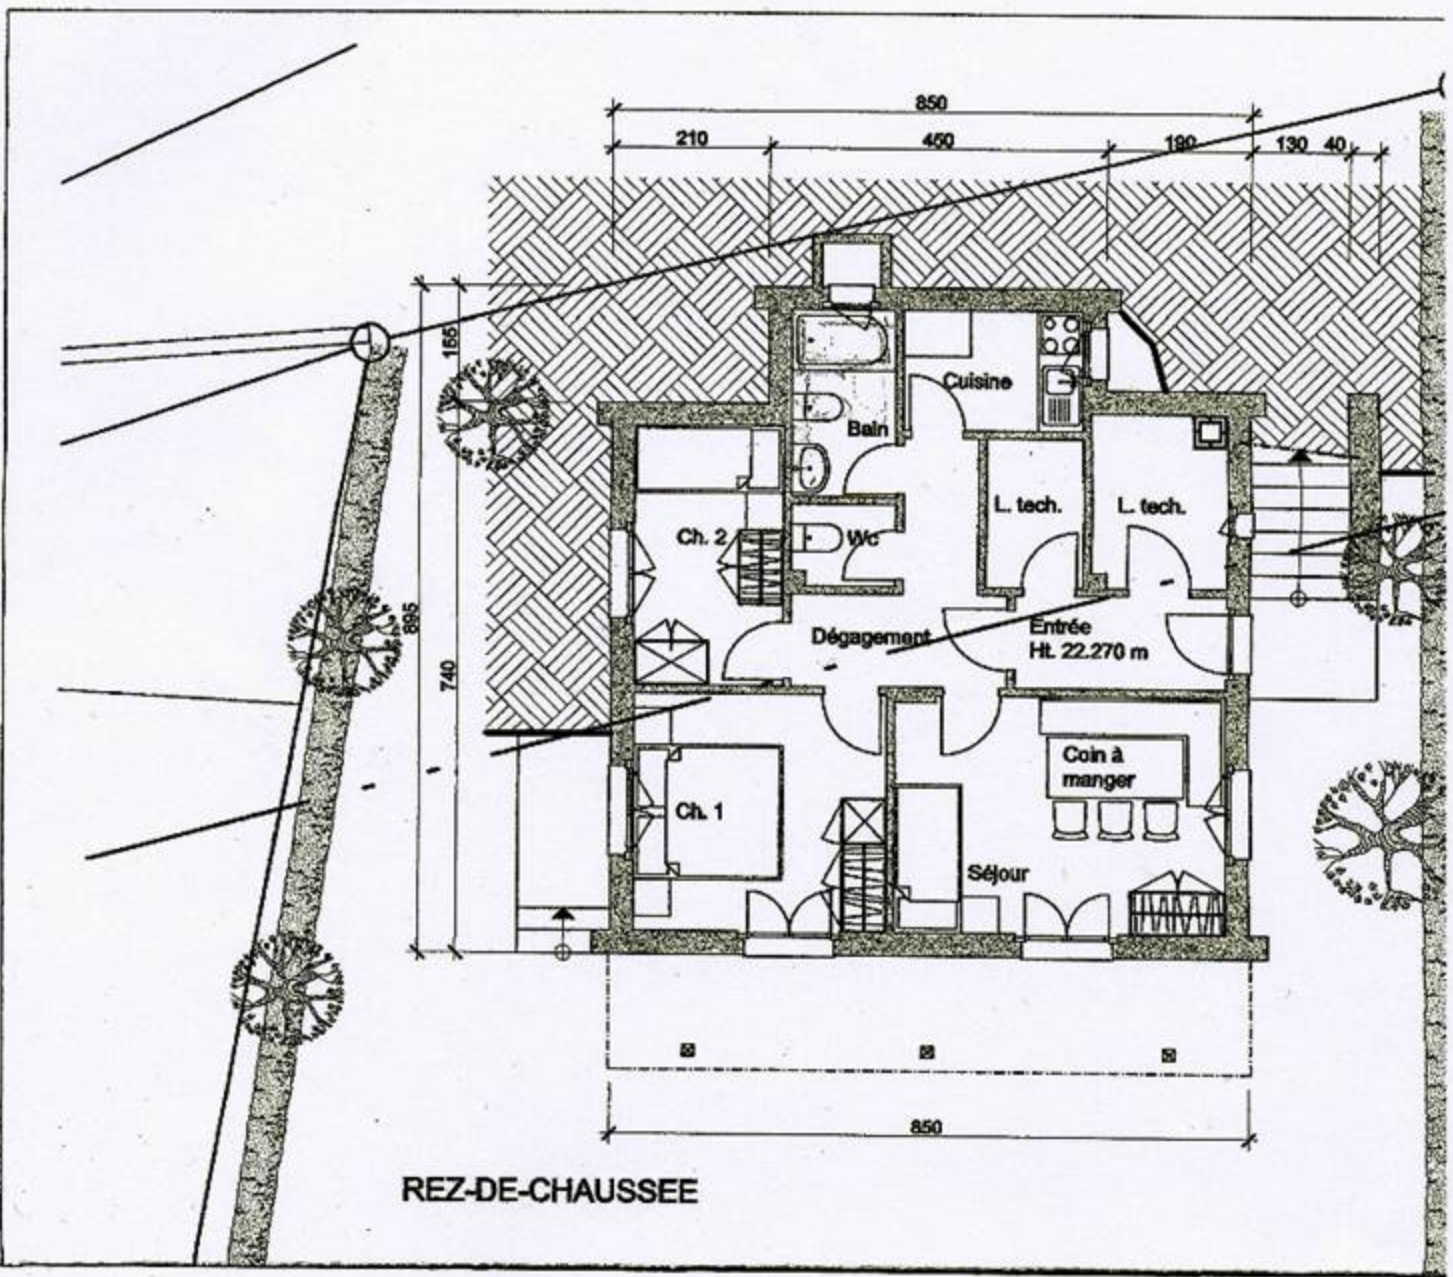 850
210 450 190 130 40
155
895
740
Cuisine
Bain
L. tech.
L. tech.
Ch. 2
Wc
Dégagement
Entrée
Ht. 22.270 m
Coin à
manger
Ch. 1
Séjour
850
REZ-DE-CHAUSSEE